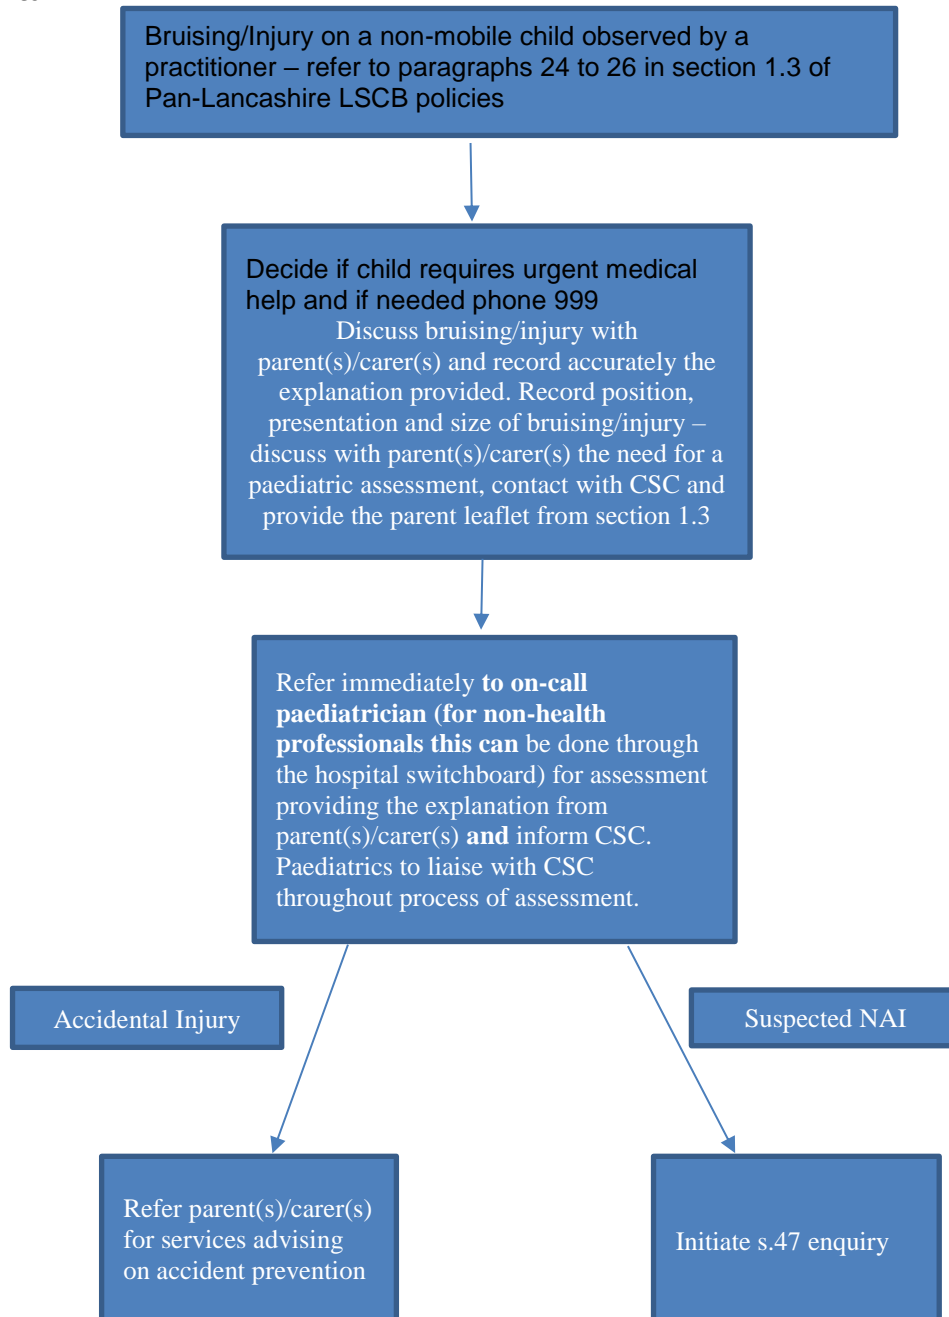 Bruising/Injury on a non-mobile child observed by a
practitioner – refer to paragraphs 24 to 26 in section 1.3 of
Pan-Lancashire LSCB policies
Decide if child requires urgent medical
help and if needed phone 999
Discuss bruising/injury with
parent(s)/carer(s) and record accurately the
explanation provided. Record position,
presentation and size of bruising/injury –
discuss with parent(s)/carer(s) the need for a
paediatric assessment, contact with CSC and
provide the parent leaflet from section 1.3
Refer immediately to on-call
paediatrician (for non-health
professionals this can be done through
the hospital switchboard) for assessment
providing the explanation from
parent(s)/carer(s) and inform CSC.
Paediatrics to liaise with CSC
throughout process of assessment.
Accidental Injury
Suspected NAI
Refer parent(s)/carer(s)
for services advising
on accident prevention
Initiate s.47 enquiry